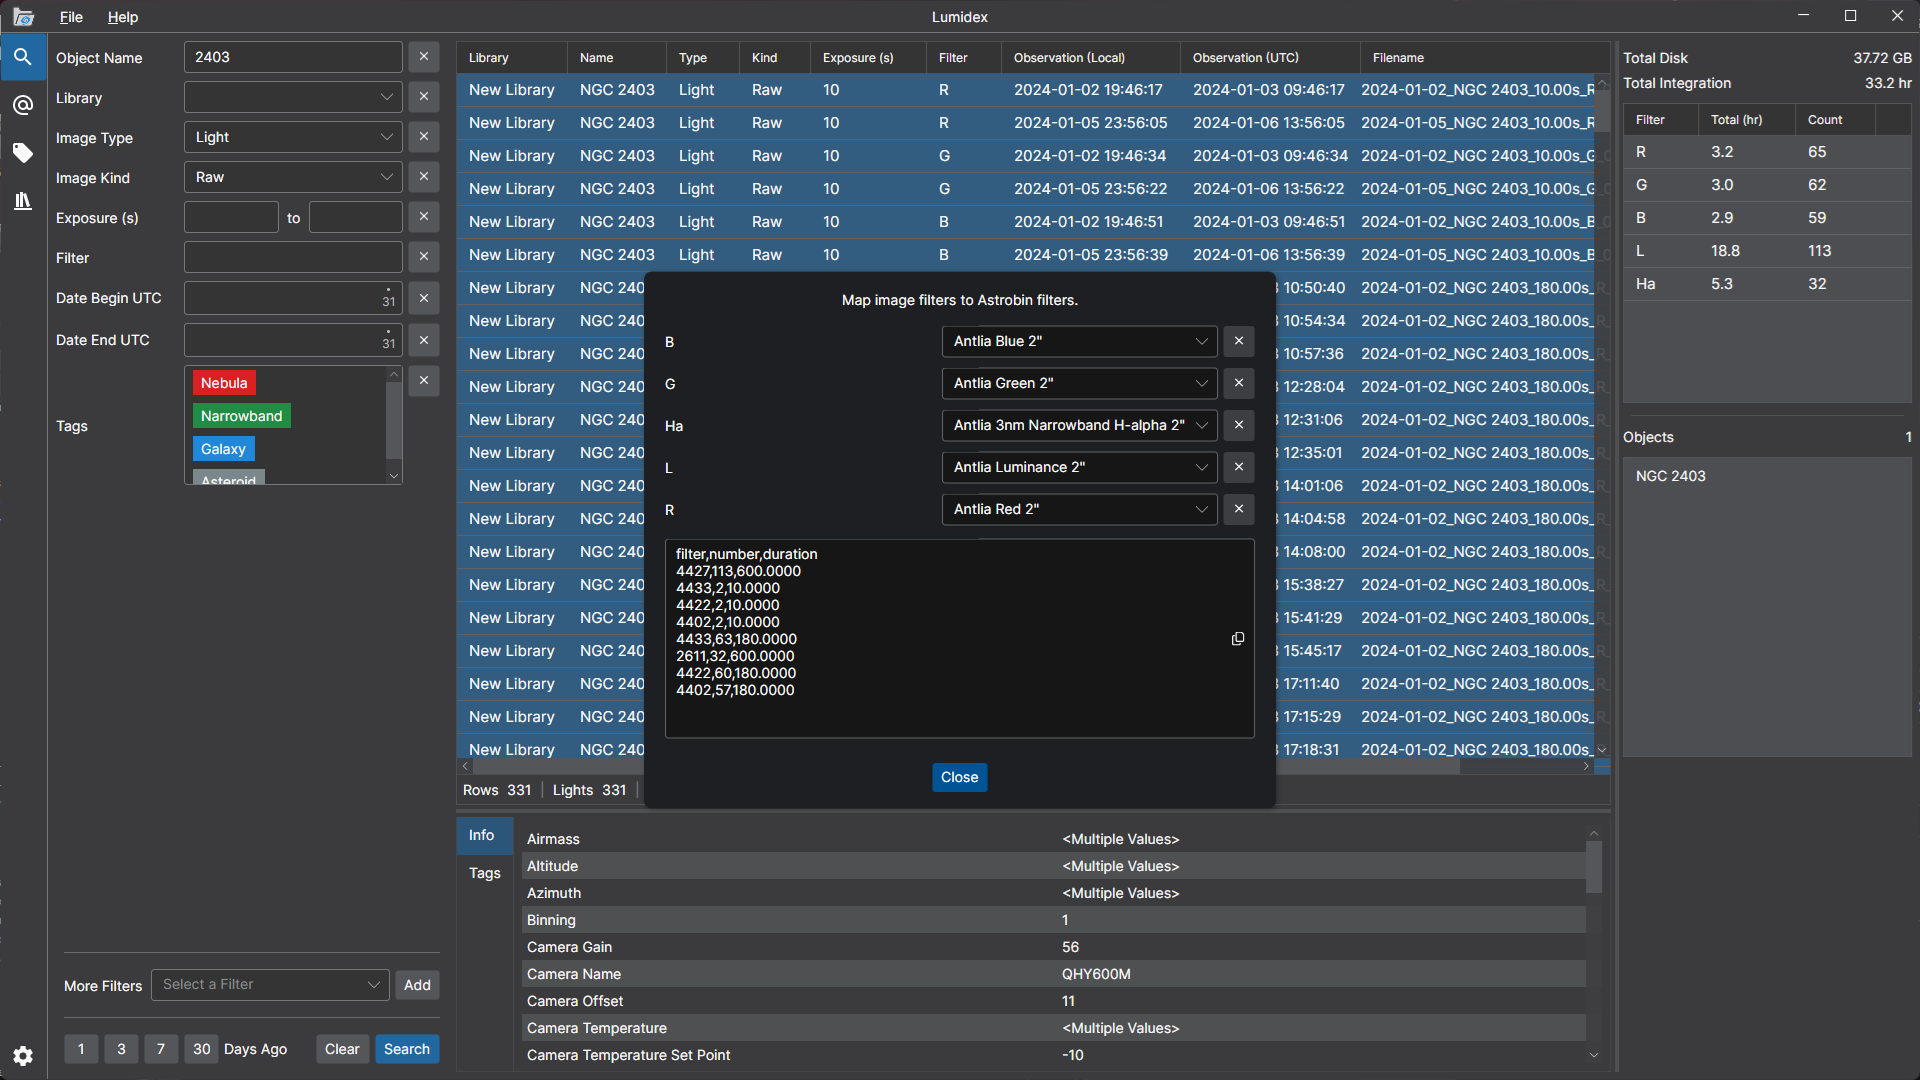 File Help
Lumidex
Object Name 2403
Library
Image Type Light
Image Kind Raw
Exposure (s) to
Filter
Date Begin UTC 31
Date End UTC 31
Tags
Nebula
Narrowband
Galaxy
Asteroid
More Filters Select a Filter Add
1 3 7 30 Days Ago Clear Search
Library Name Type Kind Exposure (s) Filter Observation (Local) Observation (UTC) Filename
New Library NGC 2403 Light Raw 10 R 2024-01-02 19:46:17 2024-01-03 09:46:17 2024-01-02_NGC 2403_10.00s_R
New Library NGC 2403 Light Raw 10 R 2024-01-05 23:56:05 2024-01-06 13:56:05 2024-01-05_NGC 2403_10.00s_R
New Library NGC 2403 Light Raw 10 G 2024-01-02 19:46:34 2024-01-03 09:46:34 2024-01-02_NGC 2403_10.00s_G
New Library NGC 2403 Light Raw 10 G 2024-01-05 23:56:22 2024-01-06 13:56:22 2024-01-05_NGC 2403_10.00s_G
New Library NGC 2403 Light Raw 10 B 2024-01-02 19:46:51 2024-01-03 09:46:51 2024-01-02_NGC 2403_10.00s_B
New Library NGC 2403 Light Raw 10 B 2024-01-05 23:56:39 2024-01-06 13:56:39 2024-01-05_NGC 2403_10.00s_B
New Library NGC 240 10:50:40 2024-01-02_NGC 2403_180.00s_R
New Library NGC 240 10:54:34 2024-01-02_NGC 2403_180.00s_R
New Library NGC 240 10:57:36 2024-01-02_NGC 2403_180.00s_R
New Library NGC 240 12:28:04 2024-01-02_NGC 2403_180.00s_R
New Library NGC 240 12:31:06 2024-01-02_NGC 2403_180.00s_R
New Library NGC 240 12:35:01 2024-01-02_NGC 2403_180.00s_R
New Library NGC 240 14:01:06 2024-01-02_NGC 2403_180.00s_R
New Library NGC 240 14:04:58 2024-01-02_NGC 2403_180.00s_R
New Library NGC 240 14:08:00 2024-01-02_NGC 2403_180.00s_R
New Library NGC 240 15:38:27 2024-01-02_NGC 2403_180.00s_R
New Library NGC 240 15:41:29 2024-01-02_NGC 2403_180.00s_R
New Library NGC 240 15:45:17 2024-01-02_NGC 2403_180.00s_R
New Library NGC 240 17:11:40 2024-01-02_NGC 2403_180.00s_R
New Library NGC 240 17:15:29 2024-01-02_NGC 2403_180.00s_R
New Library NGC 240 17:18:31 2024-01-02_NGC 2403_180.00s_
Rows 331 Lights 331
Map image filters to Astrobin filters.
B Antlia Blue 2"
G Antlia Green 2"
Ha Antlia 3nm Narrowband H-alpha 2"
L Antlia Luminance 2"
R Antlia Red 2"
filter,number,duration
4427,113,600.0000
4433,2,10.0000
4422,2,10.0000
4402,2,10.0000
4433,63,180.0000
2611,32,600.0000
4422,60,180.0000
4402,57,180.0000
Close
Info
Tags
Airmass <Multiple Values>
Altitude <Multiple Values>
Azimuth <Multiple Values>
Binning 1
Camera Gain 56
Camera Name QHY600M
Camera Offset 11
Camera Temperature <Multiple Values>
Camera Temperature Set Point -10
Total Disk 37.72 GB
Total Integration 33.2 hr
Filter Total (hr) Count
R 3.2 65
G 3.0 62
B 2.9 59
L 18.8 113
Ha 5.3 32
Objects 1
NGC 2403